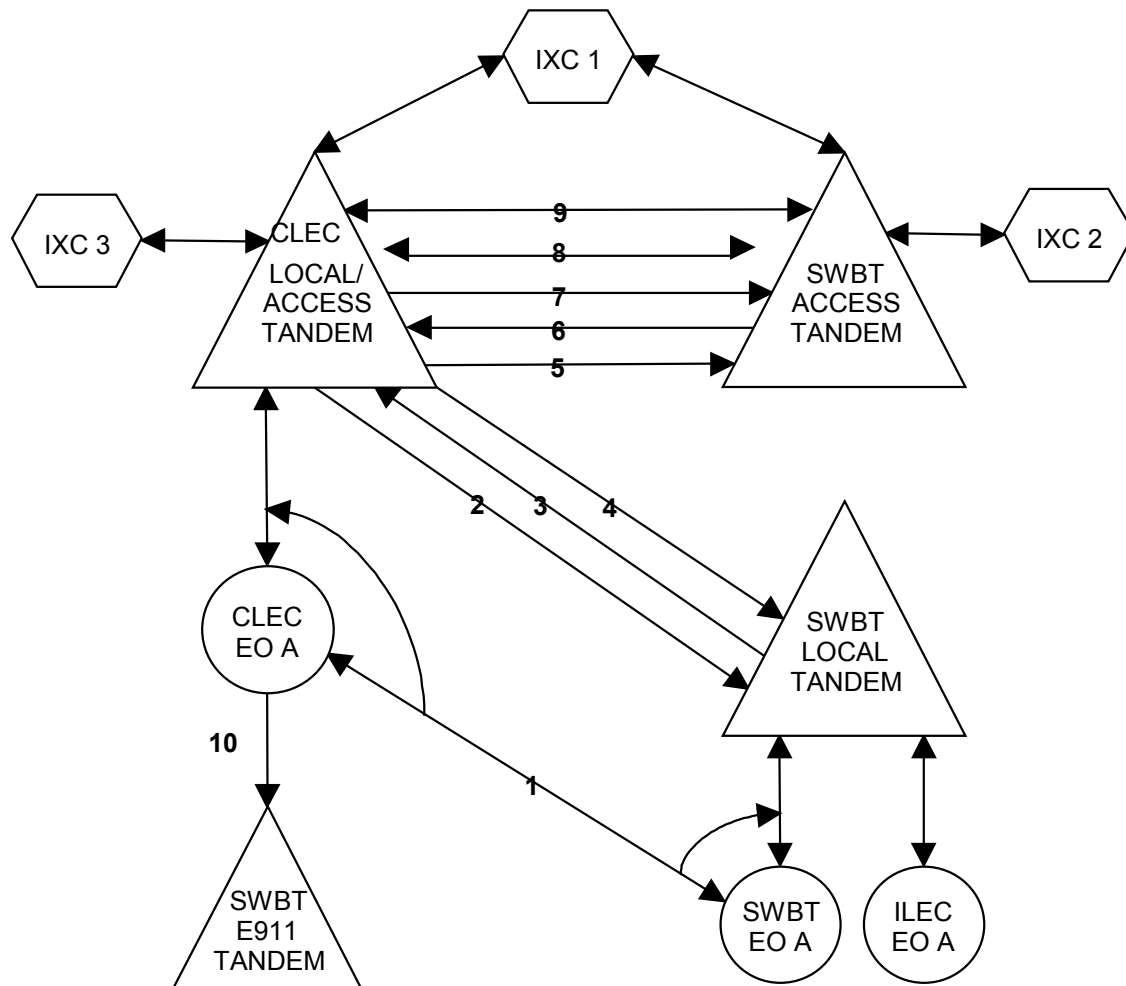 IXC 1
IXC 3
CLEC
LOCAL/
ACCESS
TANDEM
9
8
7
6
5
SWBT
ACCESS
TANDEM
IXC 2
2
3
4
CLEC
EO A
SWBT
LOCAL
TANDEM
10
1
SWBT
E911
TANDEM
SWBT
EO A
ILEC
EO A